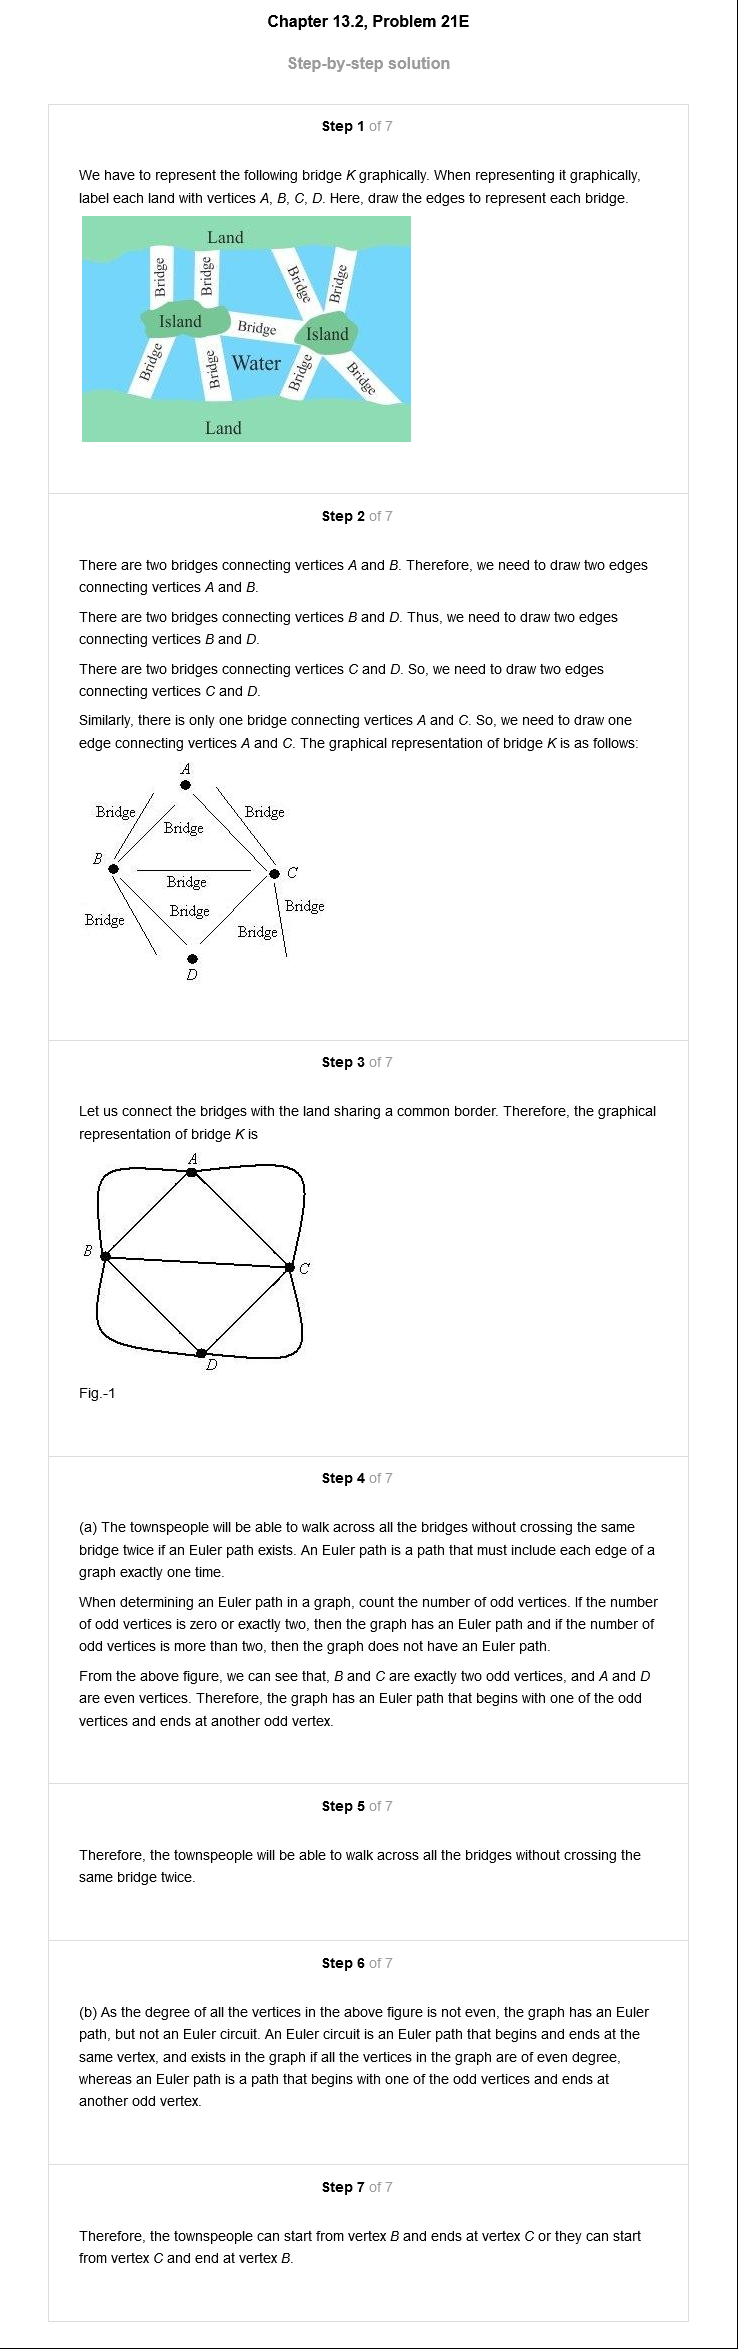 Chapter 13.2, Problem 21E
Step-by-step solution
Step 1 of 7
We have to represent the following bridge K graphically. When representing it graphically,
label each land with vertices A, B, C, D. Here, draw the edges to represent each bridge.
Land
Bridge
Bridge
Bridge
Bridge
Island
Bridge
Island
Bridge
Bridge
Water
Bridge
Bridge
Land
Step 2 of 7
There are two bridges connecting vertices A and B. Therefore, we need to draw two edges
connecting vertices A and B.
There are two bridges connecting vertices B and D. Thus, we need to draw two edges
connecting vertices B and D.
There are two bridges connecting vertices C and D. So, we need to draw two edges
connecting vertices C and D.
Similarly, there is only one bridge connecting vertices A and C. So, we need to draw one
edge connecting vertices A and C. The graphical representation of bridge K is as follows:
A
Bridge
Bridge
Bridge
B
C
Bridge
Bridge
Bridge
Bridge
Bridge
D
Step 3 of 7
Let us connect the bridges with the land sharing a common border. Therefore, the graphical
representation of bridge K is
A
B
C
D
Fig.-1
Step 4 of 7
(a) The townspeople will be able to walk across all the bridges without crossing the same
bridge twice if an Euler path exists. An Euler path is a path that must include each edge of a
graph exactly one time.
When determining an Euler path in a graph, count the number of odd vertices. If the number
of odd vertices is zero or exactly two, then the graph has an Euler path and if the number of
odd vertices is more than two, then the graph does not have an Euler path.
From the above figure, we can see that, B and C are exactly two odd vertices, and A and D
are even vertices. Therefore, the graph has an Euler path that begins with one of the odd
vertices and ends at another odd vertex.
Step 5 of 7
Therefore, the townspeople will be able to walk across all the bridges without crossing the
same bridge twice.
Step 6 of 7
(b) As the degree of all the vertices in the above figure is not even, the graph has an Euler
path, but not an Euler circuit. An Euler circuit is an Euler path that begins and ends at the
same vertex, and exists in the graph if all the vertices in the graph are of even degree,
whereas an Euler path is a path that begins with one of the odd vertices and ends at
another odd vertex.
Step 7 of 7
Therefore, the townspeople can start from vertex B and ends at vertex C or they can start
from vertex C and end at vertex B.